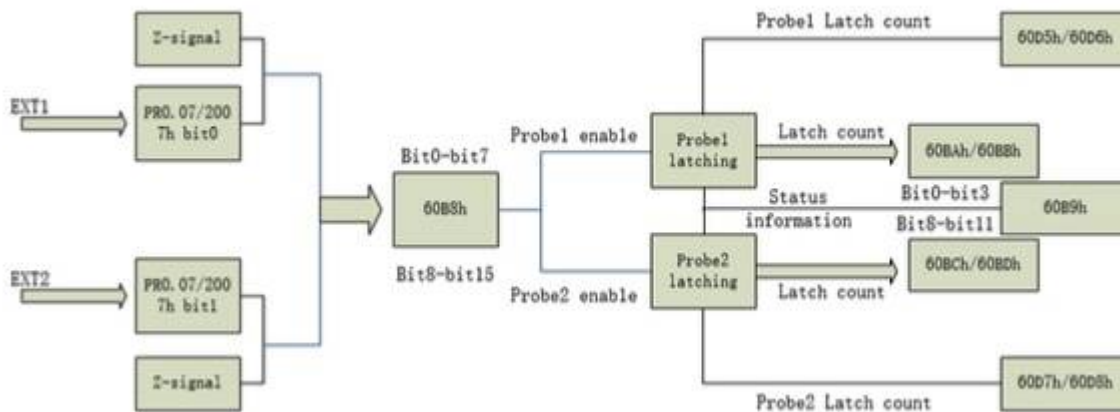 Z-signal
EXT1
PR0.07/200
7h bit0
EXT2
PR0.07/200
7h bit1
Z-signal
Bit0-bit7
60B8h
Bit8-bit15
Probe1 enable
Probe2 enable
Probe1
latching
Probe2
latching
Probe1 Latch count
60D5h/60D6h
Latch count
60BAh/60BBh
Status
information
Bit0-bit3
Bit8-bit11
60B9h
Latch count
60BCh/60BDh
Probe2 Latch count
60D7h/60D8h